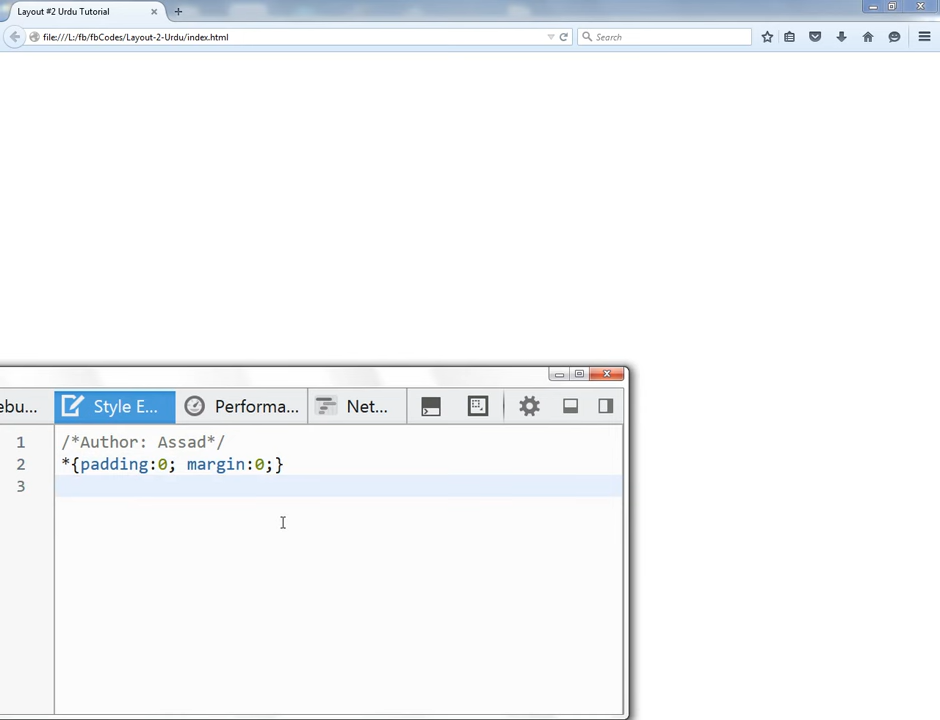 Layout #2 Urdu Tutorial
file:///L:/fb/fbCodes/Layout-2-Urdu/index.html
Search
ebu...
Style E...
Performa...
Net...
1 /*Author: Assad*/
2 *{padding:0; margin:0;}
3